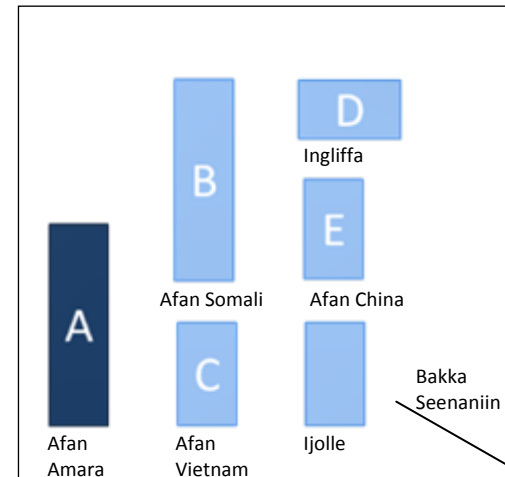 D
Ingliffa
B
E
Afan Somali
Afan China
A
C
Bakka
Seenaniin
Afan
Amara
Afan
Vietnam
Ijolle